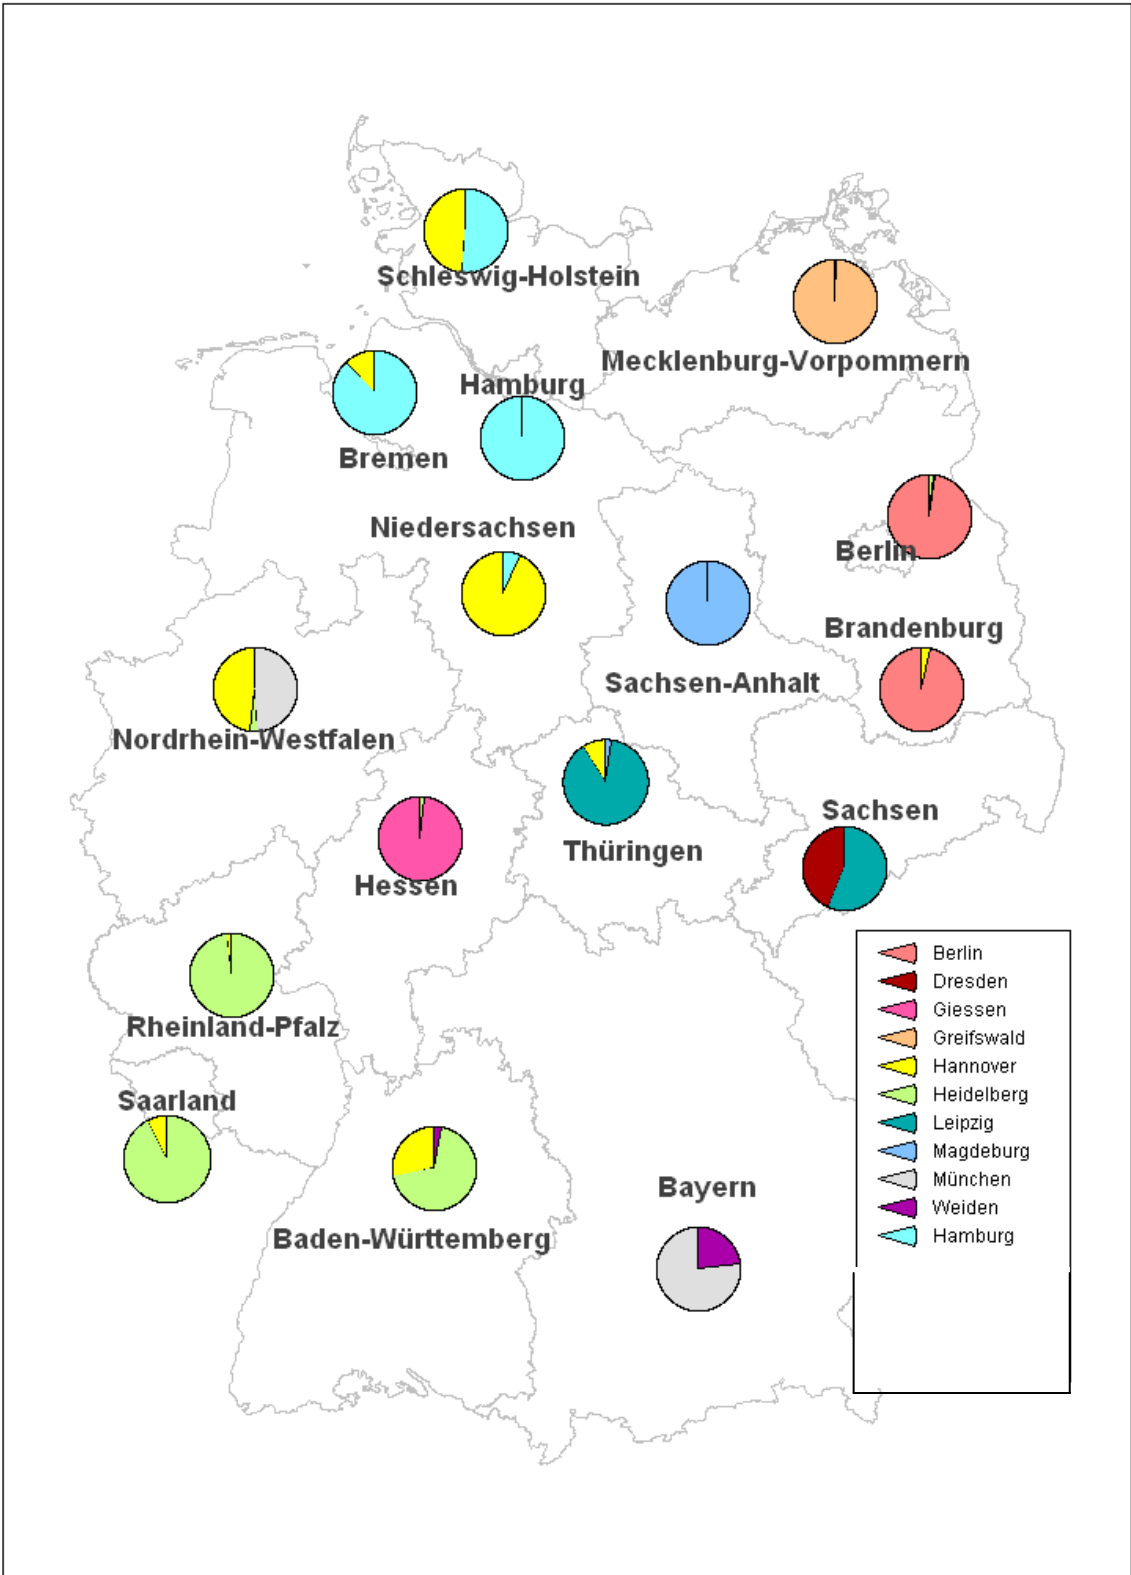 Schleswig-Holstein
Mecklenburg-Vorpommern
Hamburg
Bremen
Niedersachsen
Berlin
Brandenburg
Sachsen-Anhalt
Nordrhein-Westfalen
Sachsen
Thüringen
Hessen
Rheinland-Pfalz
Saarland
Bayern
Baden-Württemberg
Berlin
Dresden
Giessen
Greifswald
Hannover
Heidelberg
Leipzig
Magdeburg
München
Weiden
Hamburg